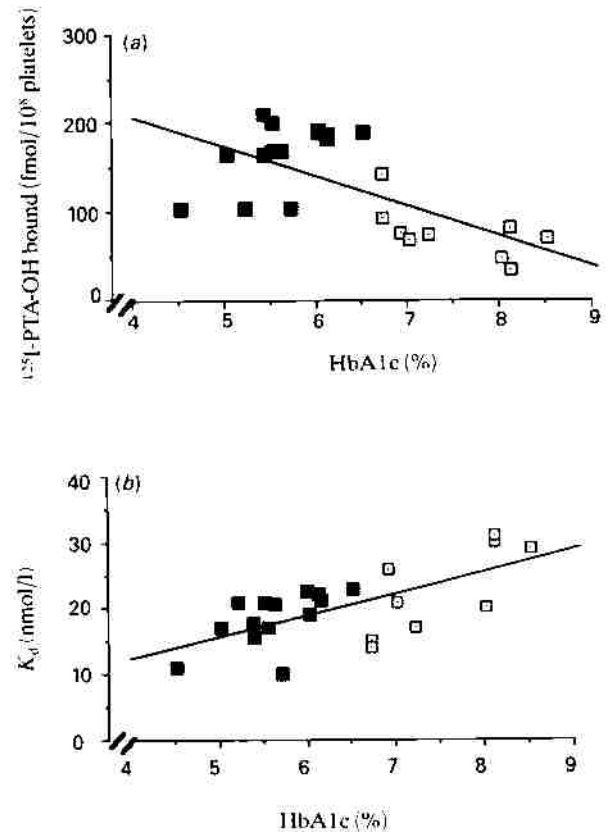 (a)
¹²⁵I-PTA-OH bound (fmol/10⁸ platelets)
300
200
100
0
4 5 6 7 8 9
HbA1c (%)
(b)
K_d (nmol/l)
40
30
20
10
0
4 5 6 7 8 9
HbA1c (%)